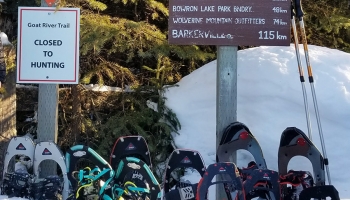 Goat River Trail
CLOSED
TO
HUNTING
BOWRON LAKE PARK BNDRY. 48 km
WOLVERINE MOUNTAIN OUTFITTERS 74 km
BARKERVILLE 115 KM